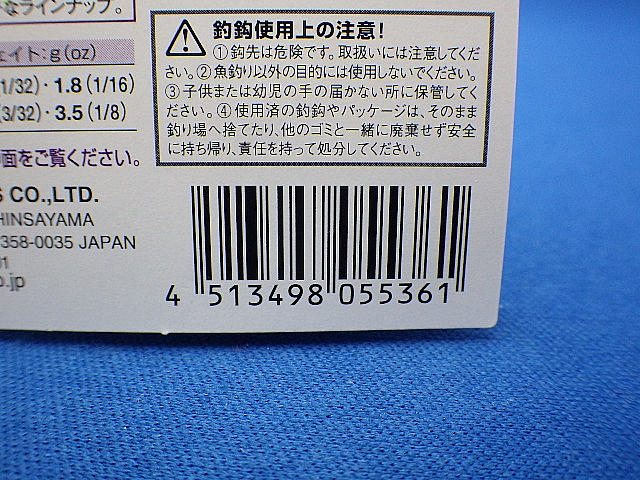 なラインナップ。
ェイト:g(oz)
1/32)・1.8(1/16)
3/32)・3.5(1/8)
面をご覧ください。
S CO.,LTD.
HINSAYAMA
358-0035 JAPAN
01
o.jp
釣鈎使用上の注意!
①鈎先は危険です。取扱いには注意してくだ
さい。②魚釣り以外の目的には使用しないでください。
③子供または幼児の手の届かない所に保管してく
ださい。④使用済の釣鈎やパッケージは、そのまま
釣り場へ捨てたり、他のゴミと一緒に廃棄せず安全
に持ち帰り、責任を持って処分してください。
4 513498 055361